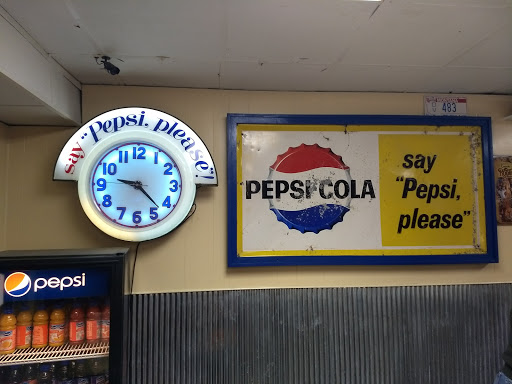 say "Pepsi, please"
12
1
2
3
4
5
6
7
8
9
10
11
483
PEPSI-COLA
say
"Pepsi,
please"
pepsi